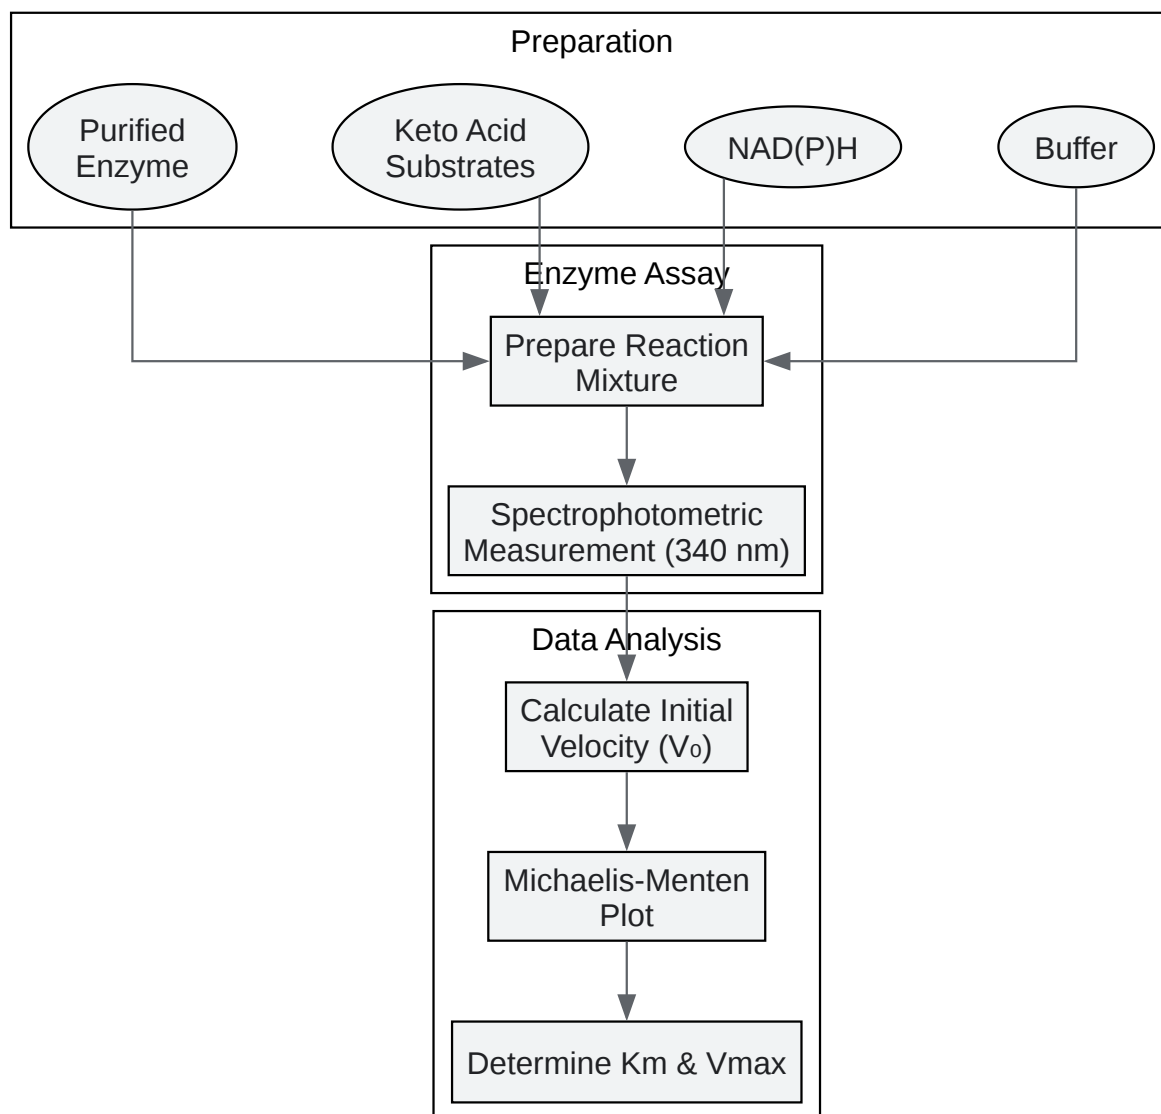 Preparation
Purified
Enzyme
Keto Acid
Substrates
NAD(P)H
Buffer
Enzyme Assay
Prepare Reaction
Mixture
Spectrophotometric
Measurement (340 nm)
Data Analysis
Calculate Initial
Velocity (V₀)
Michaelis-Menten
Plot
Determine Km & Vmax